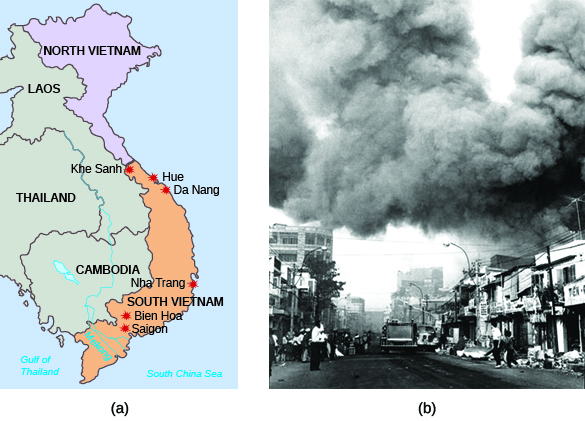 NORTH VIETNAM
LAOS
Khe Sanh
Hue
Da Nang
THAILAND
CAMBODIA
Nha Trang
SOUTH VIETNAM
Bien Hoa
Saigon
Gulf of
Thailand
South China Sea
(a)
(b)